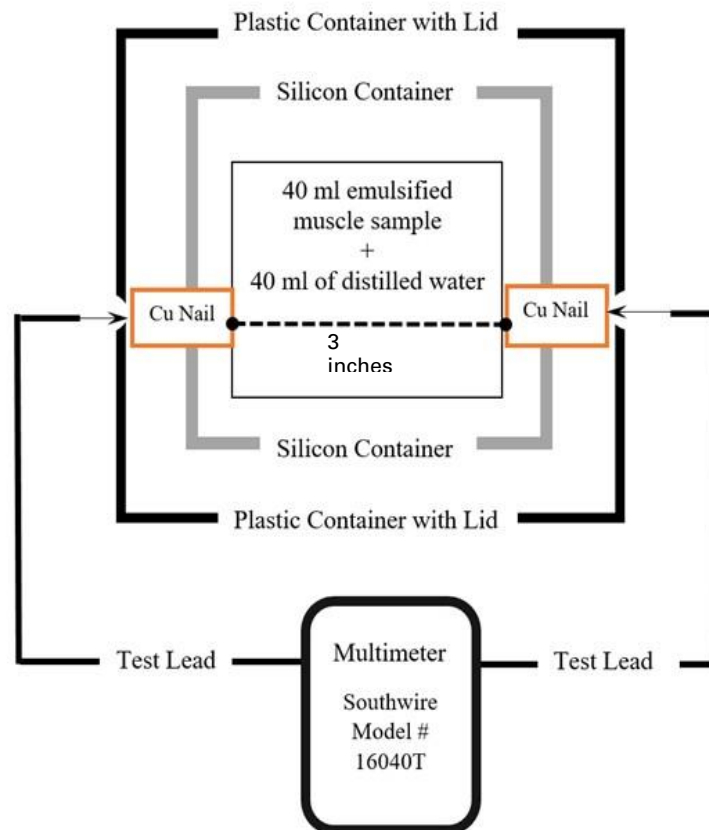 Plastic Container with Lid
Silicon Container
40 ml emulsified
muscle sample
+
40 ml of distilled water
Cu Nail
Cu Nail
3
inches
Silicon Container
Plastic Container with Lid
Test Lead
Multimeter
Test Lead
Southwire
Model #
16040T